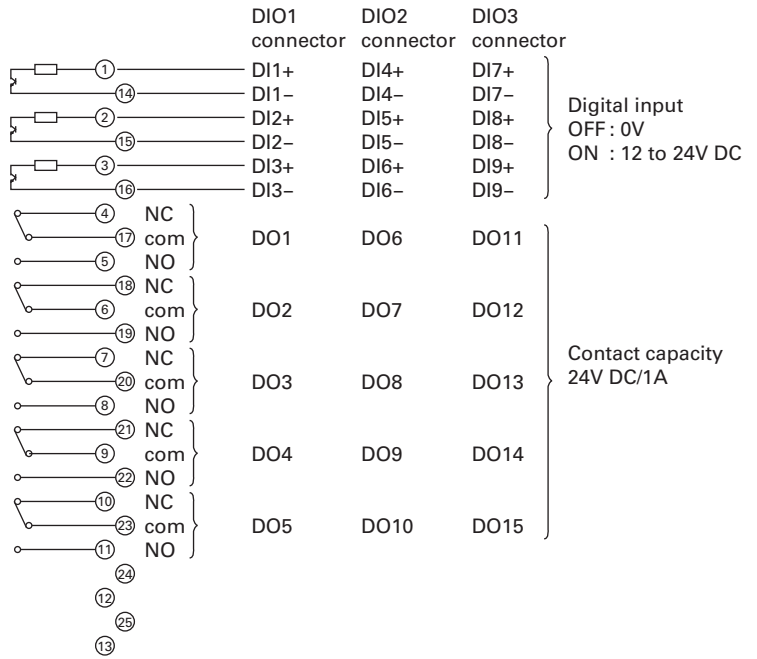 DIO1 DIO2 DIO3
connector connector connector
1 DI1+ DI4+ DI7+
14 DI1– DI4– DI7–
2 DI2+ DI5+ DI8+
15 DI2– DI5– DI8–
3 DI3+ DI6+ DI9+
16 DI3– DI6– DI9–
Digital input
OFF : 0V
ON : 12 to 24V DC
4 NC
17 com DO1 DO6 DO11
5 NO
18 NC
6 com DO2 DO7 DO12
19 NO
7 NC
20 com DO3 DO8 DO13
8 NO
Contact capacity
24V DC/1A
21 NC
9 com DO4 DO9 DO14
22 NO
10 NC
23 com DO5 DO10 DO15
11 NO
24
12
25
13